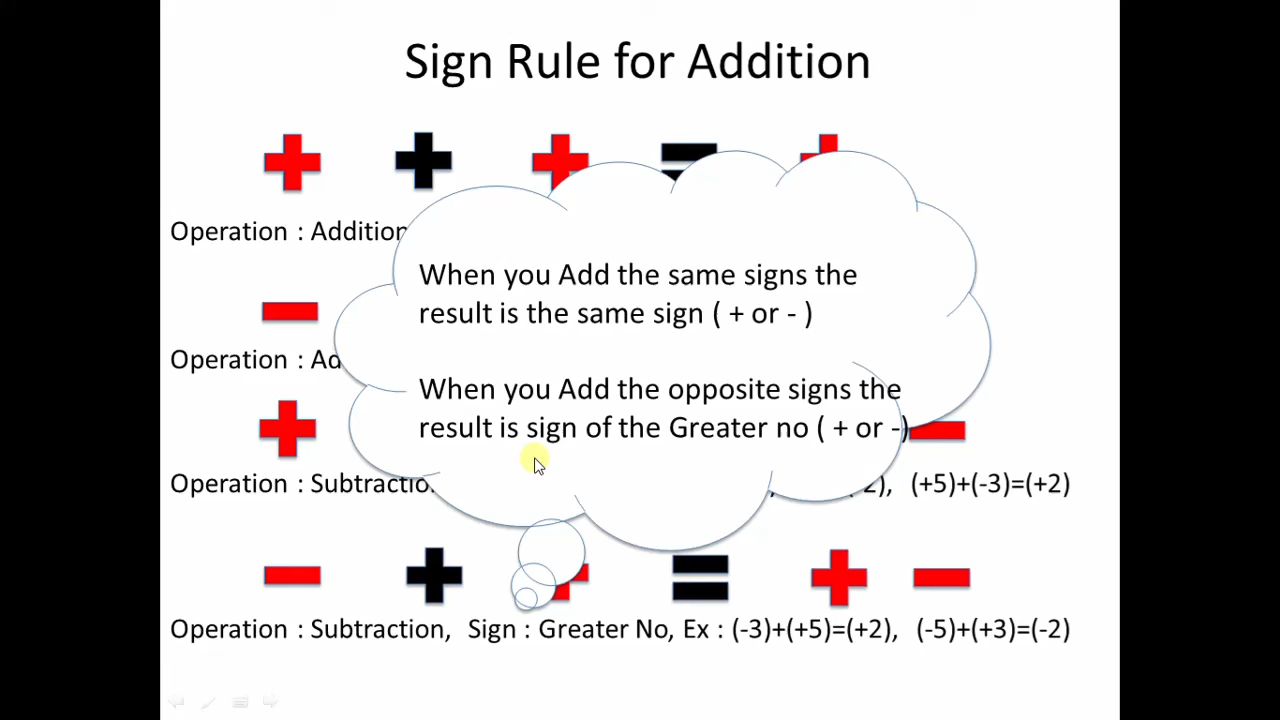 Sign Rule for Addition
Operation : Addition
When you Add the same signs the
result is the same sign ( + or - )
Operation :
When you Add the opposite signs the
result is sign of the Greater no ( + or -)
Operation : (+5)+(-3)=(+2)
Operation : Subtraction, Sign : Greater No, Ex : (-3)+(+5)=(+2), (-5)+(+3)=(-2)